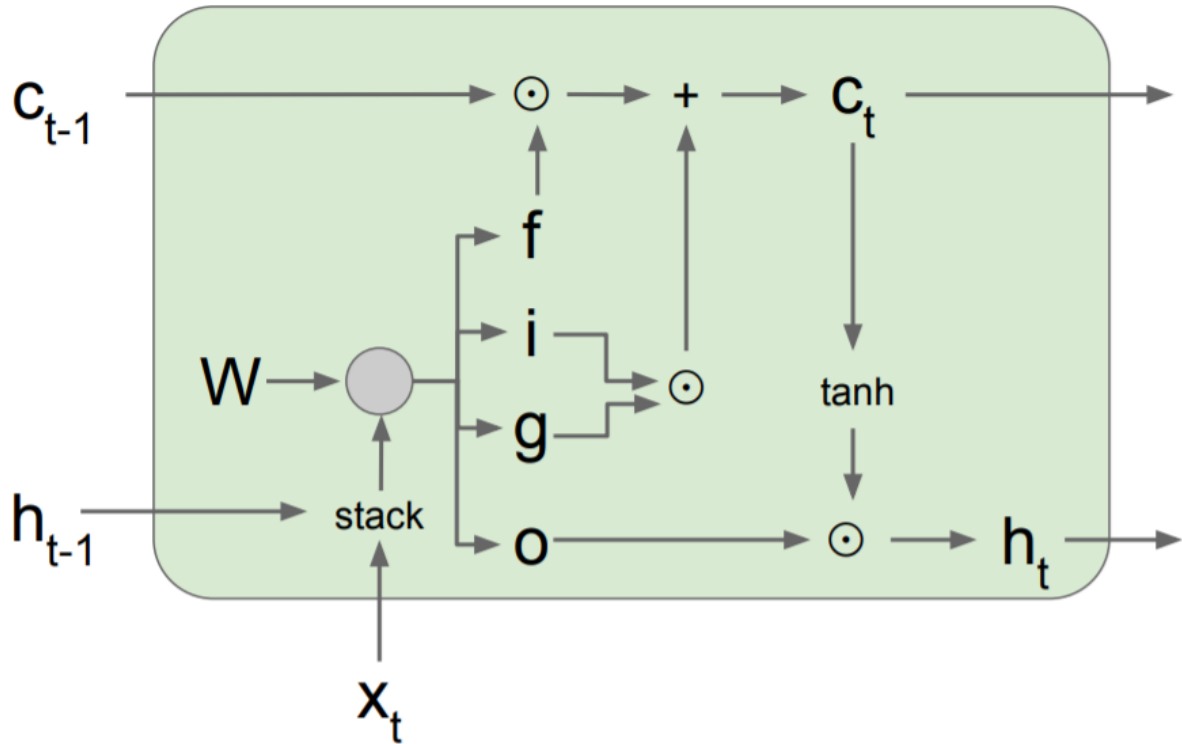 c_{t-1} ⊙ + c_t
f
i
W ⊙ tanh
g
h_{t-1} stack
o ⊙ h_t
x_t